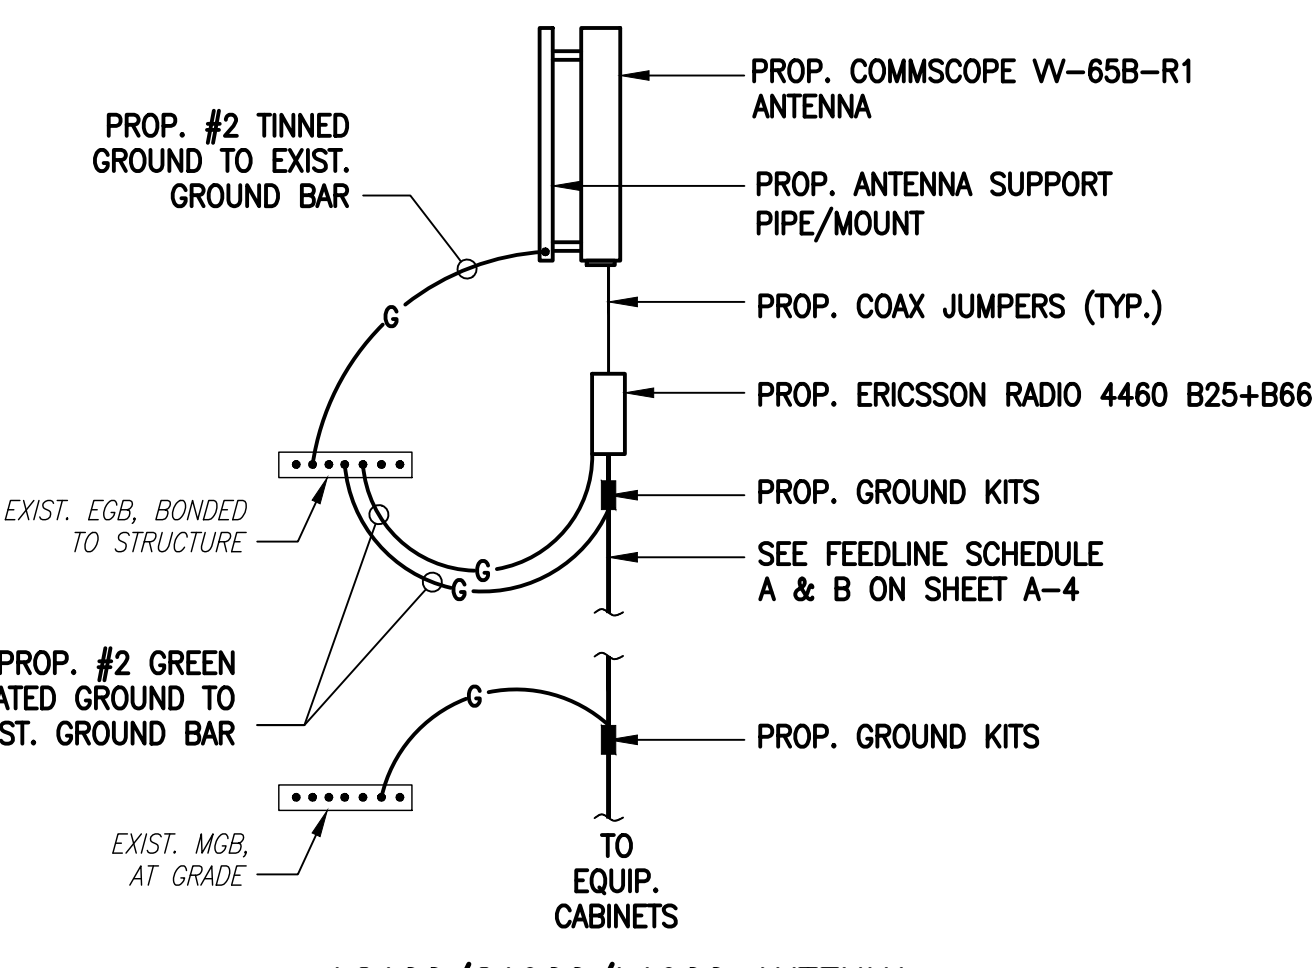 PROP. COMMSCOPE VV-65B-R1
ANTENNA
PROP. #2 TINNED
GROUND TO EXIST.
GROUND BAR
PROP. ANTENNA SUPPORT
PIPE/MOUNT
G
PROP. COAX JUMPERS (TYP.)
PROP. ERICSSON RADIO 4460 B25+B66
EXIST. EGB, BONDED
TO STRUCTURE
PROP. GROUND KITS
SEE FEEDLINE SCHEDULE
A & B ON SHEET A-4
G
G
PROP. #2 GREEN
GROUND TO
GROUND BAR
G
PROP. GROUND KITS
EXIST. MGB,
AT GRADE
TO
EQUIP.
CABINETS